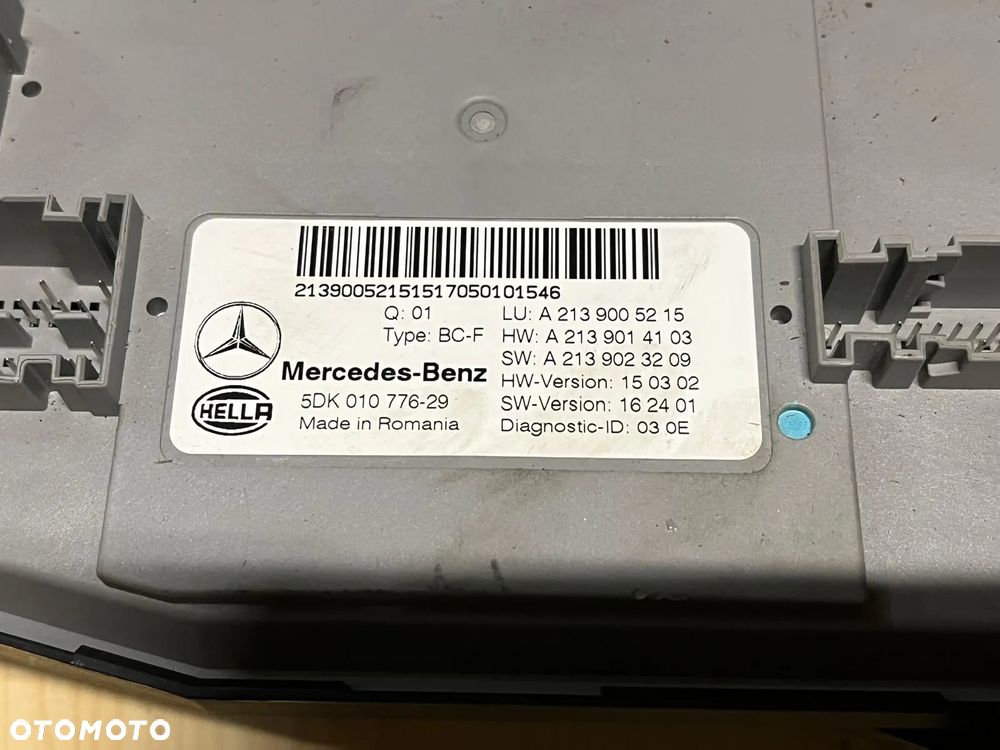 21390052151517050101546
Q: 01
LU: A 213 900 52 15
Type: BC-F
HW: A 213 901 41 03
SW: A 213 902 32 09
Mercedes-Benz
HW-Version: 15 03 02
HELLA
5DK 010 776-29
SW-Version: 16 24 01
Made in Romania
Diagnostic-ID: 03 0E
OTOMOTO